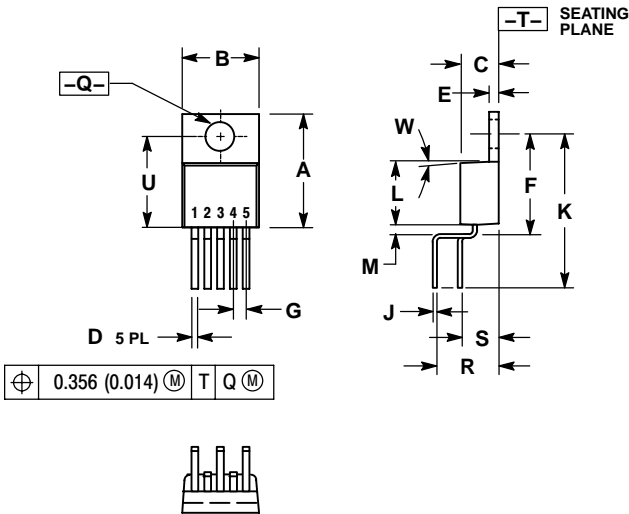 –T– SEATING
PLANE
B
C
–Q–
E
W
U
A
L
F
K
1 2 3 4 5
M
G
J
D 5 PL
S
R
⌖ 0.356 (0.014) Ⓜ T Q Ⓜ